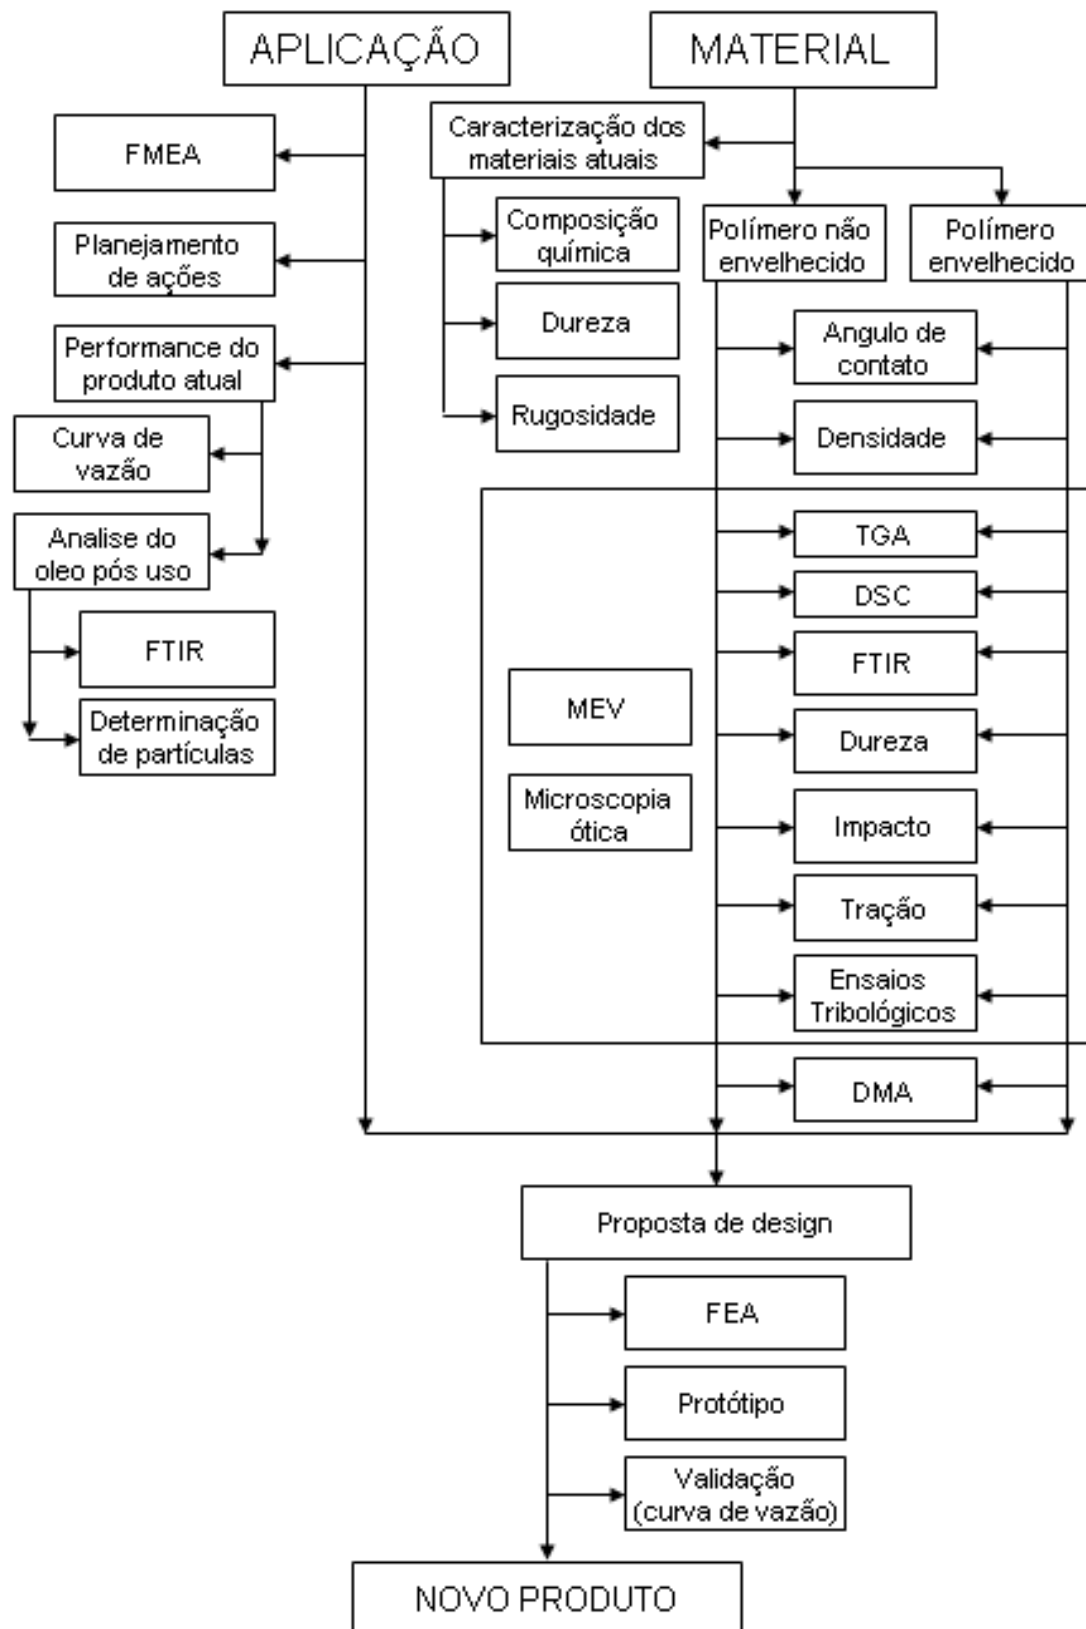 APLICAÇÃO
MATERIAL
FMEA
Planejamento
de ações
Performance do
produto atual
Curva de
vazão
Analise do
oleo pós uso
FTIR
Determinação
de partículas
Caracterização dos
materiais atuais
Composição
química
Dureza
Rugosidade
Polímero não
envelhecido
Polímero
envelhecido
Angulo de
contato
Densidade
TGA
DSC
FTIR
Dureza
Impacto
Tração
Ensaios
Tribológicos
DMA
MEV
Microscopia
ótica
Proposta de design
FEA
Protótipo
Validação
(curva de vazão)
NOVO PRODUTO